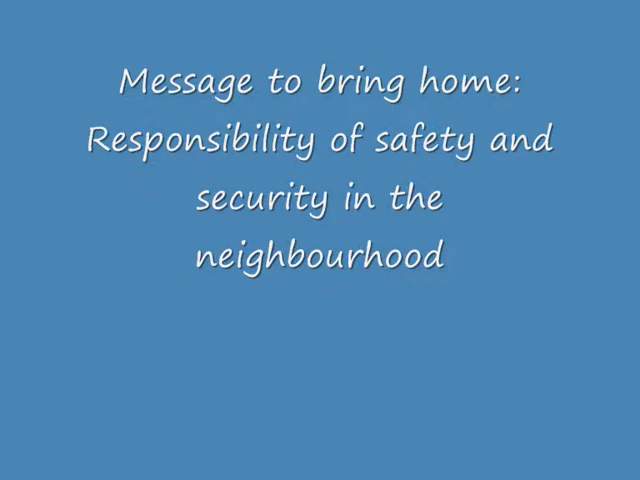 Message to bring home:
Responsibility of safety and
security in the
neighbourhood